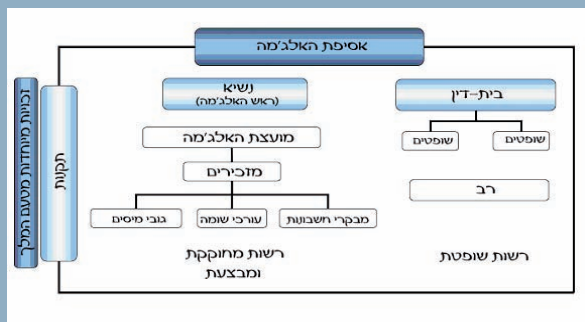 אסיפת האלג'מה
נשיא
(ראש האלג'מה)
בית-דין
מועצת האלג'מה
שופטים
שופטים
מזכירים
רב
מבקרי חשבונות
עורכי שומה
גובי מיסים
רשות שופטת
רשות מחוקקת
ומבצעת
תקנות
זכויות מיוחדות מטעם המלך